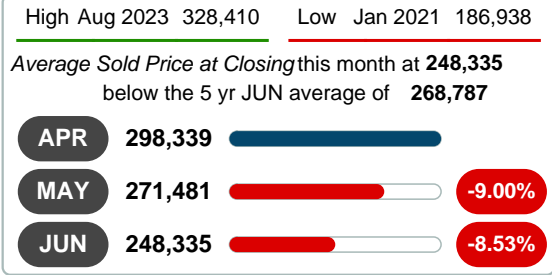 High Aug 2023 328,410 Low Jan 2021 186,938
Average Sold Price at Closing this month at 248,335
below the 5 yr JUN average of 268,787
APR 298,339
MAY 271,481 -9.00%
JUN 248,335 -8.53%